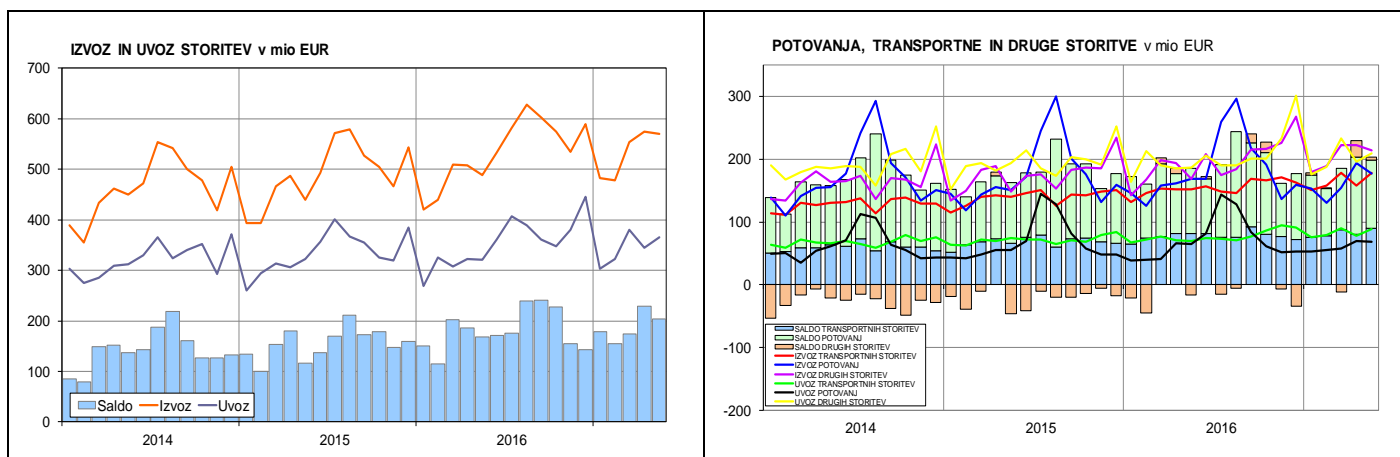 IZVOZ IN UVOZ STORITEV v mio EUR
700
600
500
400
300
200
100
0
Saldo Izvoz Uvoz
2014 2015 2016
POTOVANJA, TRANSPORTNE IN DRUGE STORITVE v mio EUR
300
200
100
0
-100
-200
SALDO TRANSPORTNIH STORITEV
SALDO POTOVANJ
SALDO DRUGIH STORITEV
IZVOZ TRANSPORTNIH STORITEV
IZVOZ POTOVANJ
IZVOZ DRUGIH STORITEV
UVOZ TRANSPORTNIH STORITEV
UVOZ POTOVANJ
UVOZ DRUGIH STORITEV
2014 2015 2016